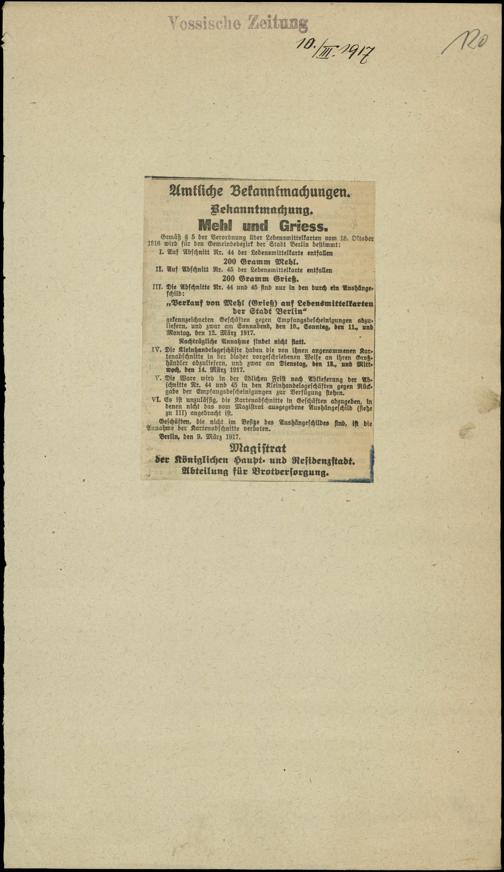 Vossische Zeitung
10./III. 1917
120
Amtliche Bekanntmachungen.
Bekanntmachung.
Mehl und Griess.
Gemäß § 5 der Verordnung über Lebensmittelkarten vom 18. Oktober
1916 wird für den Gemeindebezirk der Stadt Berlin bestimmt:
I. Auf Abschnitt Nr. 44 der Lebensmittelkarte entfallen
200 Gramm Mehl.
II. Auf Abschnitt Nr. 45 der Lebensmittelkarte entfallen
200 Gramm Grieß.
III. Die Abschnitte Nr. 44 und 45 sind nur in den durch ein Aushänge-
schild:
„Verkauf von Mehl (Grieß) auf Lebensmittelkarten
der Stadt Berlin“
gekennzeichneten Geschäften gegen Empfangsbescheinigungen abzu-
liefern, und zwar am Sonnabend, den 10., Sonntag, den 11., und
Montag, den 12. März 1917.
Nachträgliche Annahme findet nicht statt.
IV. Die Kleinhandelsgeschäfte haben die von ihnen angenommenen Kar-
tenabschnitte in der bisher vorgeschriebenen Weise an ihren Groß-
händler abzuliefern, und zwar am Dienstag, den 13., und Mitt-
woch, den 14. März 1917.
V. Die Ware wird in der üblichen Frist nach Ablieferung der Ab-
schnitte Nr. 44 und 45 in den Kleinhandelsgeschäften gegen Rück-
gabe der Empfangsbescheinigungen zur Verfügung stehen.
VI. Es ist unzulässig, die Kartenabschnitte in Geschäften abzugeben, in
denen nicht das vom Magistrat ausgegebene Aushängeschild (siehe
zu III) angebracht ist.
Geschäften, die nicht im Besitze des Aushängeschildes sind, ist die
Annahme der Kartenabschnitte verboten.
Berlin, den 9. März 1917.
Magistrat
der Königlichen Haupt- und Residenzstadt.
Abteilung für Brotversorgung.